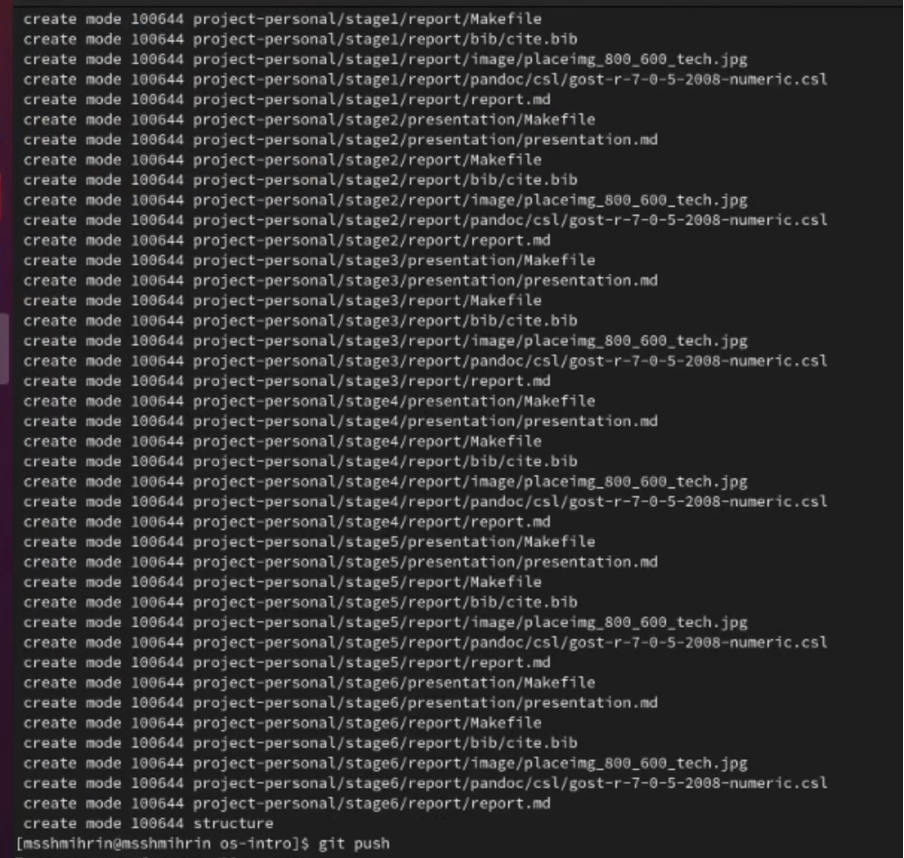 create mode 100644 project-personal/stage1/report/Makefile
create mode 100644 project-personal/stage1/report/bib/cite.bib
create mode 100644 project-personal/stage1/report/image/placeimg_800_600_tech.jpg
create mode 100644 project-personal/stage1/report/pandoc/csl/gost-r-7-0-5-2008-numeric.csl
create mode 100644 project-personal/stage1/report/report.md
create mode 100644 project-personal/stage2/presentation/Makefile
create mode 100644 project-personal/stage2/presentation/presentation.md
create mode 100644 project-personal/stage2/report/Makefile
create mode 100644 project-personal/stage2/report/bib/cite.bib
create mode 100644 project-personal/stage2/report/image/placeimg_800_600_tech.jpg
create mode 100644 project-personal/stage2/report/pandoc/csl/gost-r-7-0-5-2008-numeric.csl
create mode 100644 project-personal/stage2/report/report.md
create mode 100644 project-personal/stage3/presentation/Makefile
create mode 100644 project-personal/stage3/presentation/presentation.md
create mode 100644 project-personal/stage3/report/Makefile
create mode 100644 project-personal/stage3/report/bib/cite.bib
create mode 100644 project-personal/stage3/report/image/placeimg_800_600_tech.jpg
create mode 100644 project-personal/stage3/report/pandoc/csl/gost-r-7-0-5-2008-numeric.csl
create mode 100644 project-personal/stage3/report/report.md
create mode 100644 project-personal/stage4/presentation/Makefile
create mode 100644 project-personal/stage4/presentation/presentation.md
create mode 100644 project-personal/stage4/report/Makefile
create mode 100644 project-personal/stage4/report/bib/cite.bib
create mode 100644 project-personal/stage4/report/image/placeimg_800_600_tech.jpg
create mode 100644 project-personal/stage4/report/pandoc/csl/gost-r-7-0-5-2008-numeric.csl
create mode 100644 project-personal/stage4/report/report.md
create mode 100644 project-personal/stage5/presentation/Makefile
create mode 100644 project-personal/stage5/presentation/presentation.md
create mode 100644 project-personal/stage5/report/Makefile
create mode 100644 project-personal/stage5/report/bib/cite.bib
create mode 100644 project-personal/stage5/report/image/placeimg_800_600_tech.jpg
create mode 100644 project-personal/stage5/report/pandoc/csl/gost-r-7-0-5-2008-numeric.csl
create mode 100644 project-personal/stage5/report/report.md
create mode 100644 project-personal/stage6/presentation/Makefile
create mode 100644 project-personal/stage6/presentation/presentation.md
create mode 100644 project-personal/stage6/report/Makefile
create mode 100644 project-personal/stage6/report/bib/cite.bib
create mode 100644 project-personal/stage6/report/image/placeimg_800_600_tech.jpg
create mode 100644 project-personal/stage6/report/pandoc/csl/gost-r-7-0-5-2008-numeric.csl
create mode 100644 project-personal/stage6/report/report.md
create mode 100644 structure
[msshmihrin@msshmihrin os-intro]$ git push